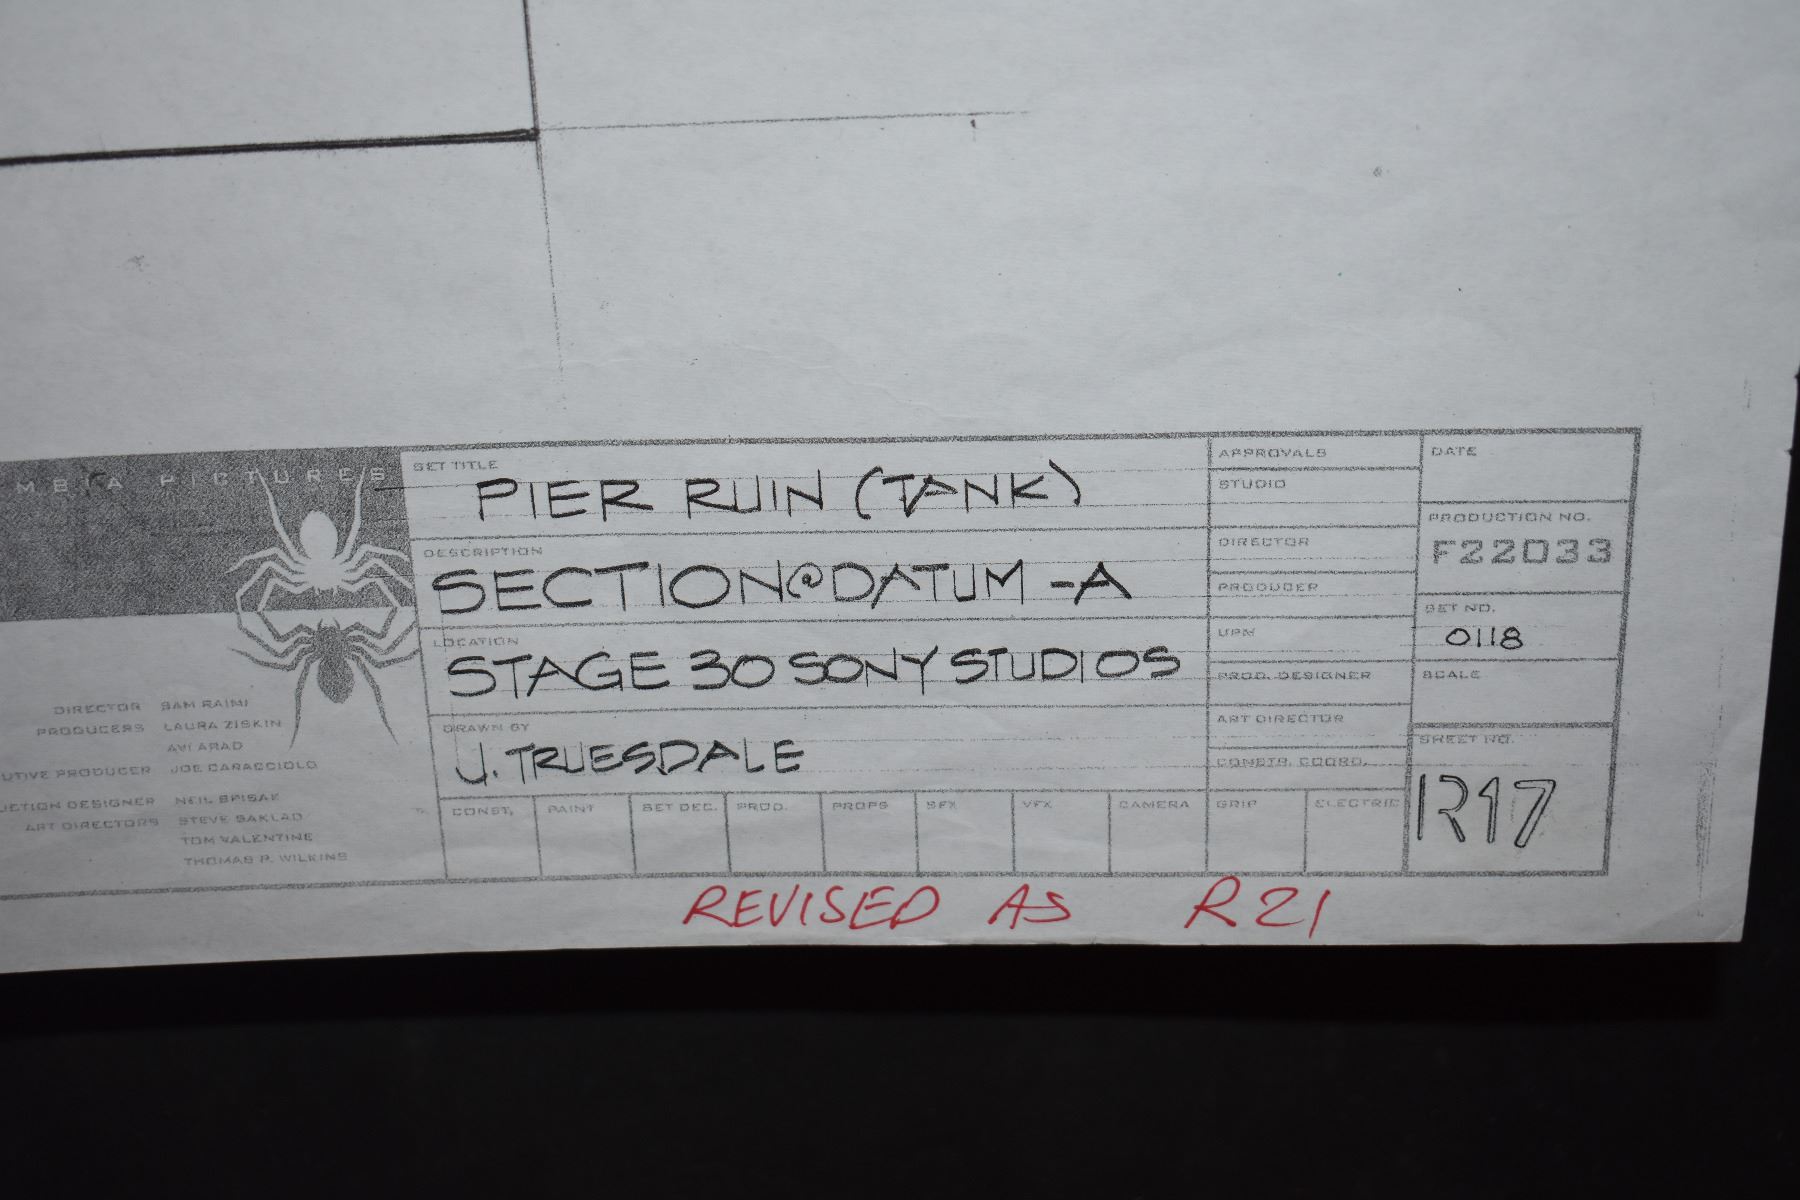 MBIA PICTURES
DIRECTOR SAM RAIMI
PRODUCERS LAURA ZISKIN
AVI ARAD
UTIVE PRODUCER JOE CARACCIOLO
UCTION DESIGNER NEIL SPISAK
ART DIRECTORS STEVE SAKLAD
TOM VALENTINE
THOMAS P. WILKINS
SET TITLE
PIER RUIN (TANK)
DESCRIPTION
SECTION@DATUM -A
LOCATION
STAGE 30 SONY STUDIOS
DRAWN BY
J. TRUESDALE
CONST. PAINT SET DEC. PROD. PROPS SFX VFX CAMERA GRIP ELECTRIC
APPROVALS
STUDIO
DIRECTOR
PRODUCER
UPM
PROD. DESIGNER
ART DIRECTOR
CONSTR. COORD.
DATE
PRODUCTION NO.
F22033
SET NO.
0118
SCALE
SHEET NO.
R17
REVISED AS R21